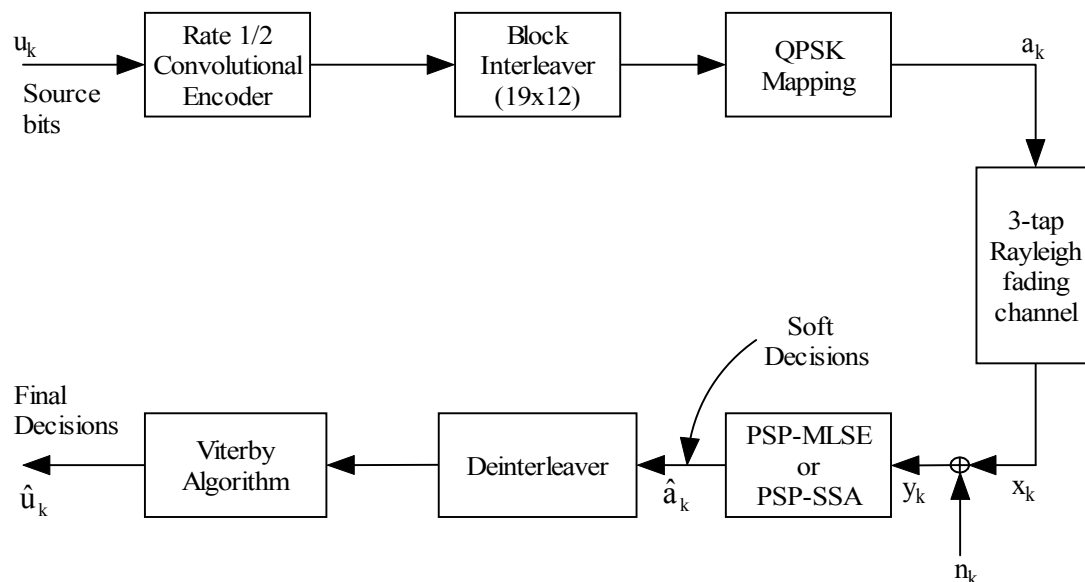 u_k
Source
bits
Rate 1/2
Convolutional
Encoder
Block
Interleaver
(19x12)
QPSK
Mapping
a_k
3-tap
Rayleigh
fading
channel
Soft
Decisions
Final
Decisions
û_k
Viterby
Algorithm
Deinterleaver
â_k
PSP-MLSE
or
PSP-SSA
y_k
x_k
n_k